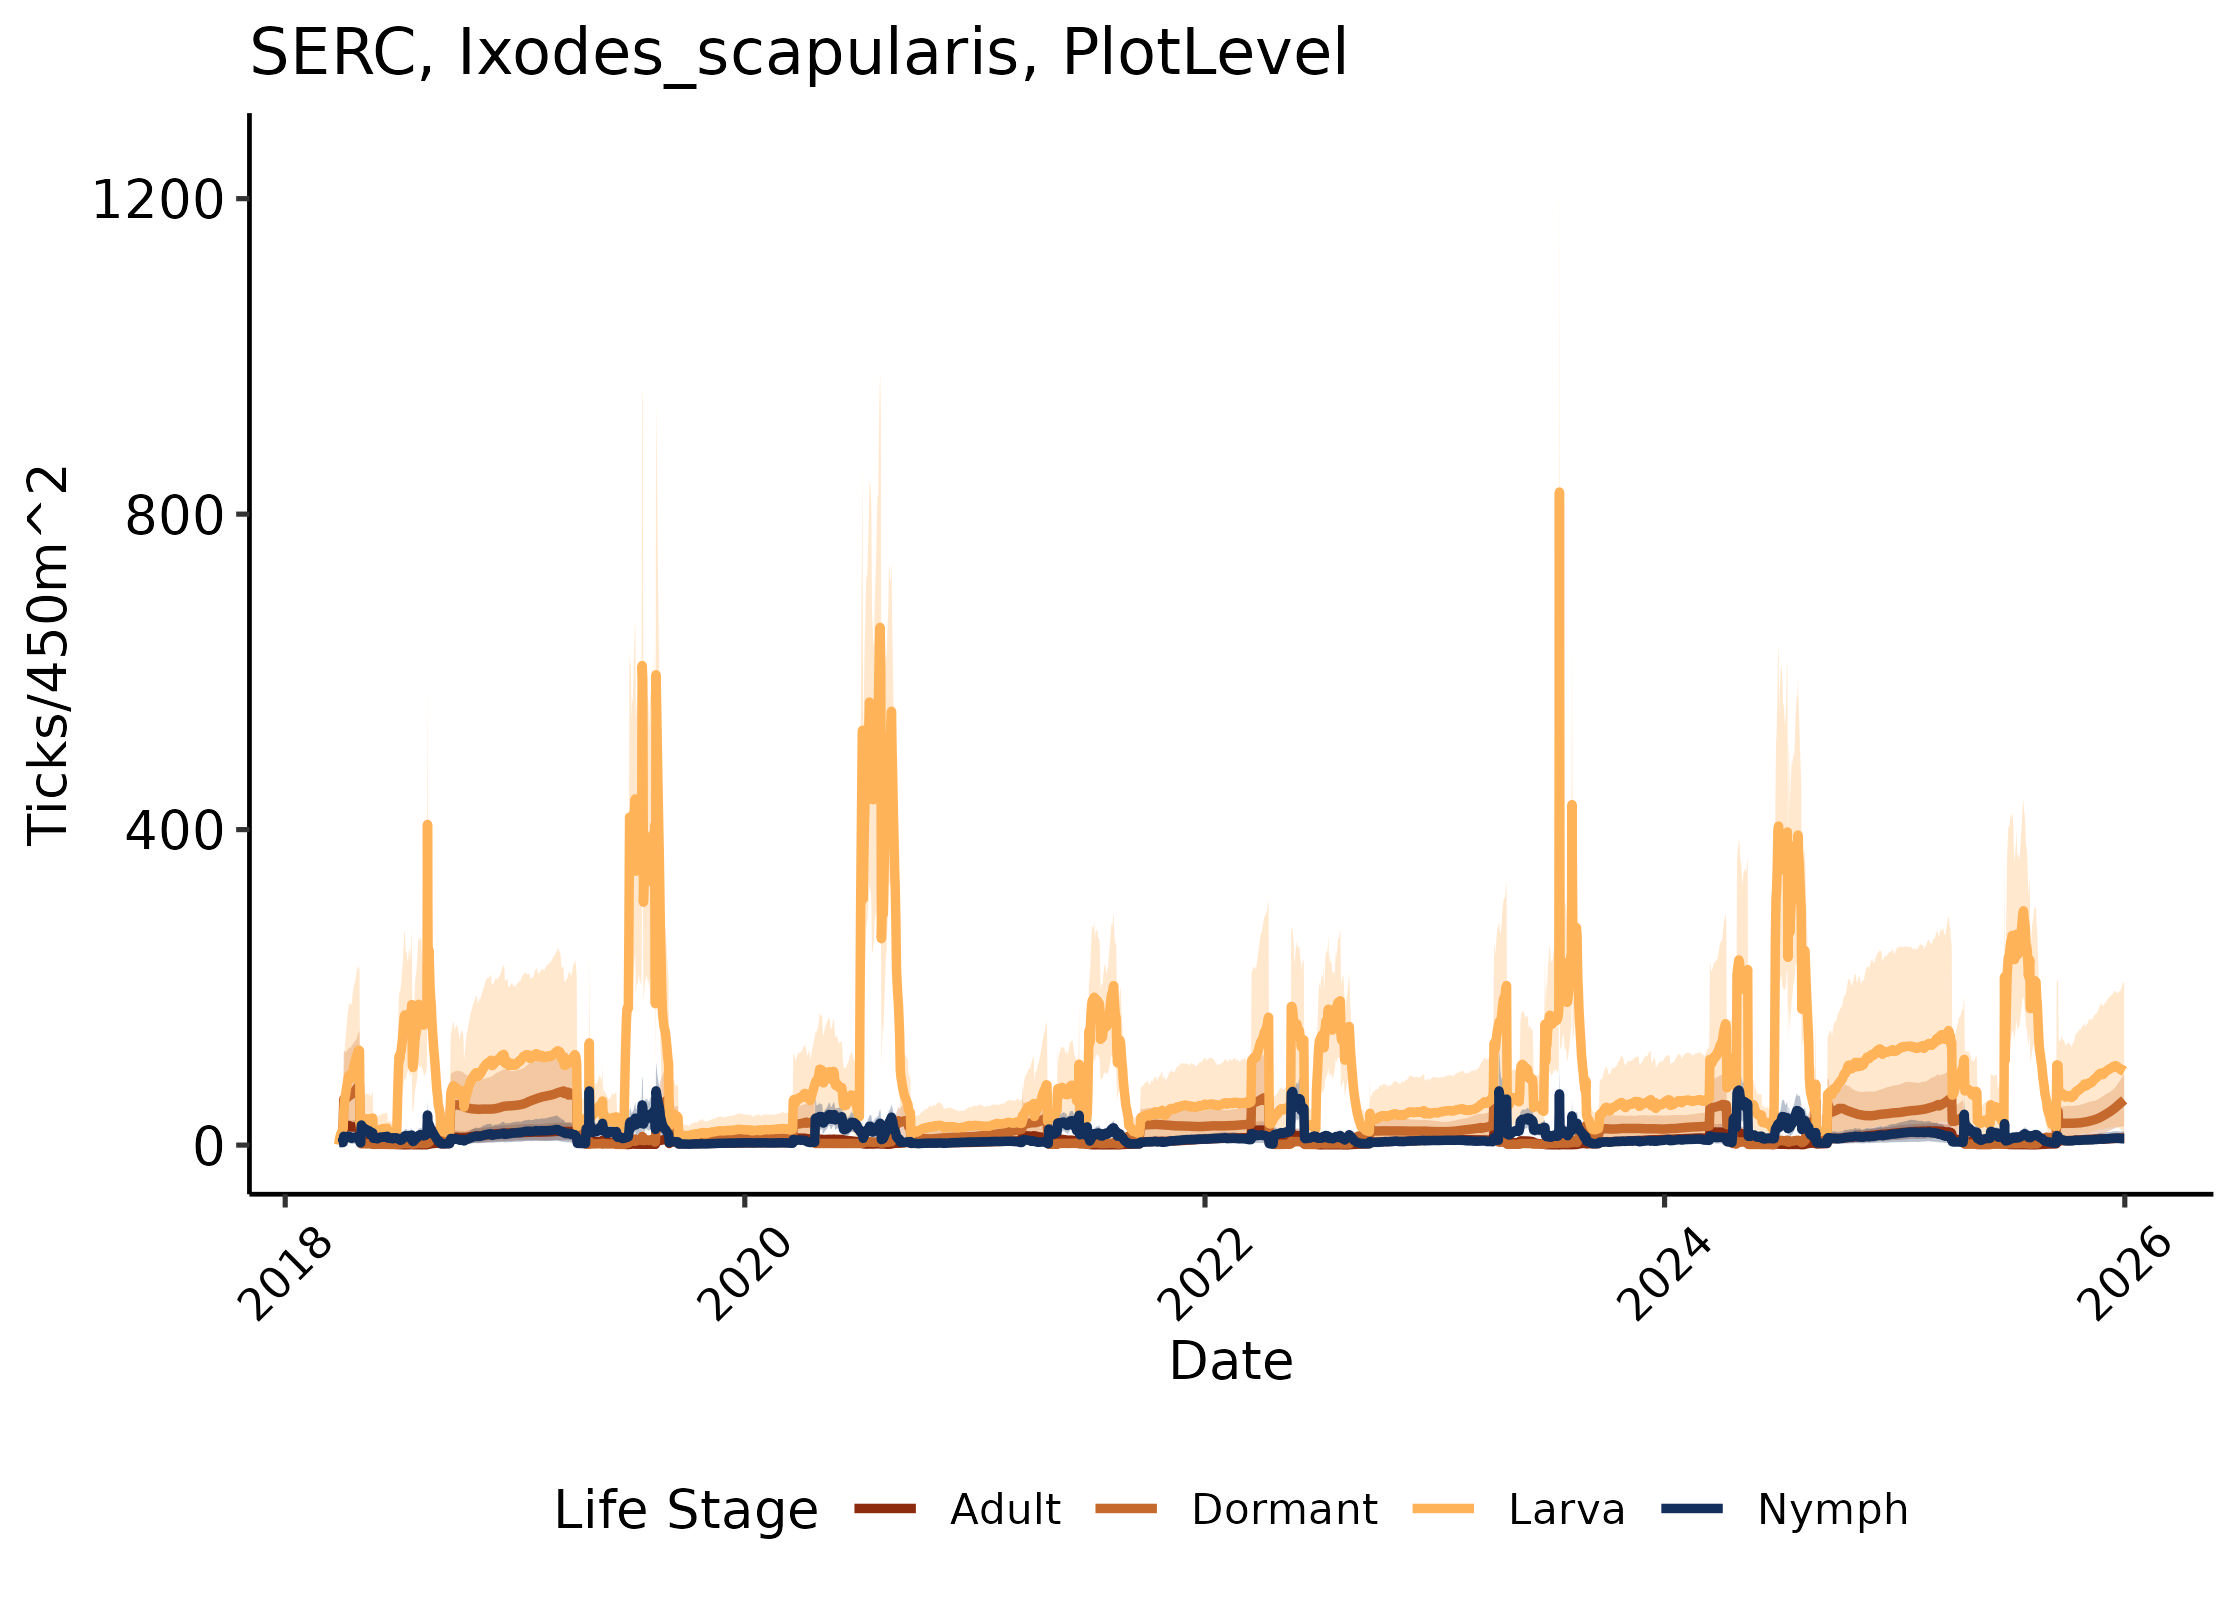 SERC, Ixodes_scapularis, PlotLevel
Ticks/450m^2
1200
800
400
0
2018
2020
2022
2024
2026
Date
Life Stage
Adult
Dormant
Larva
Nymph